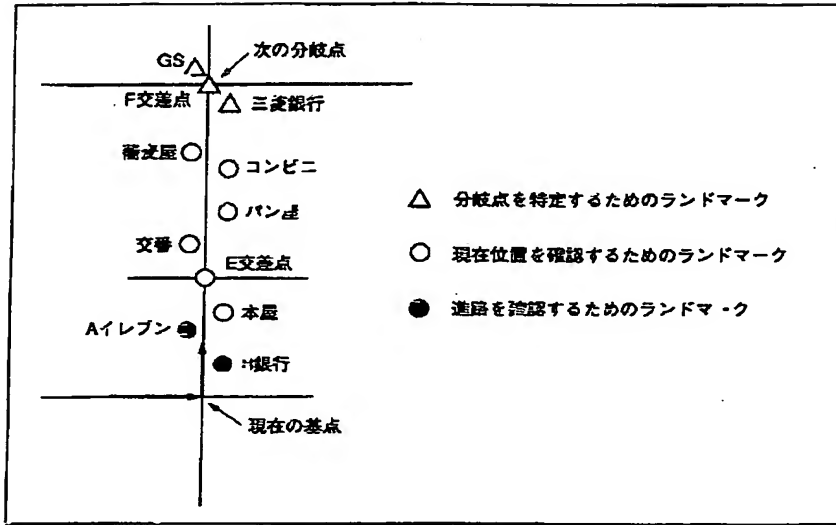 GS
次の分岐点
F交差点
三菱銀行
蕎麦屋
コンビニ
パン屋
交番
E交差点
本屋
Aイレブン
銀行
現在の基点
分岐点を特定するためのランドマーク
現在位置を確認するためのランドマーク
進路を確認するためのランドマーク